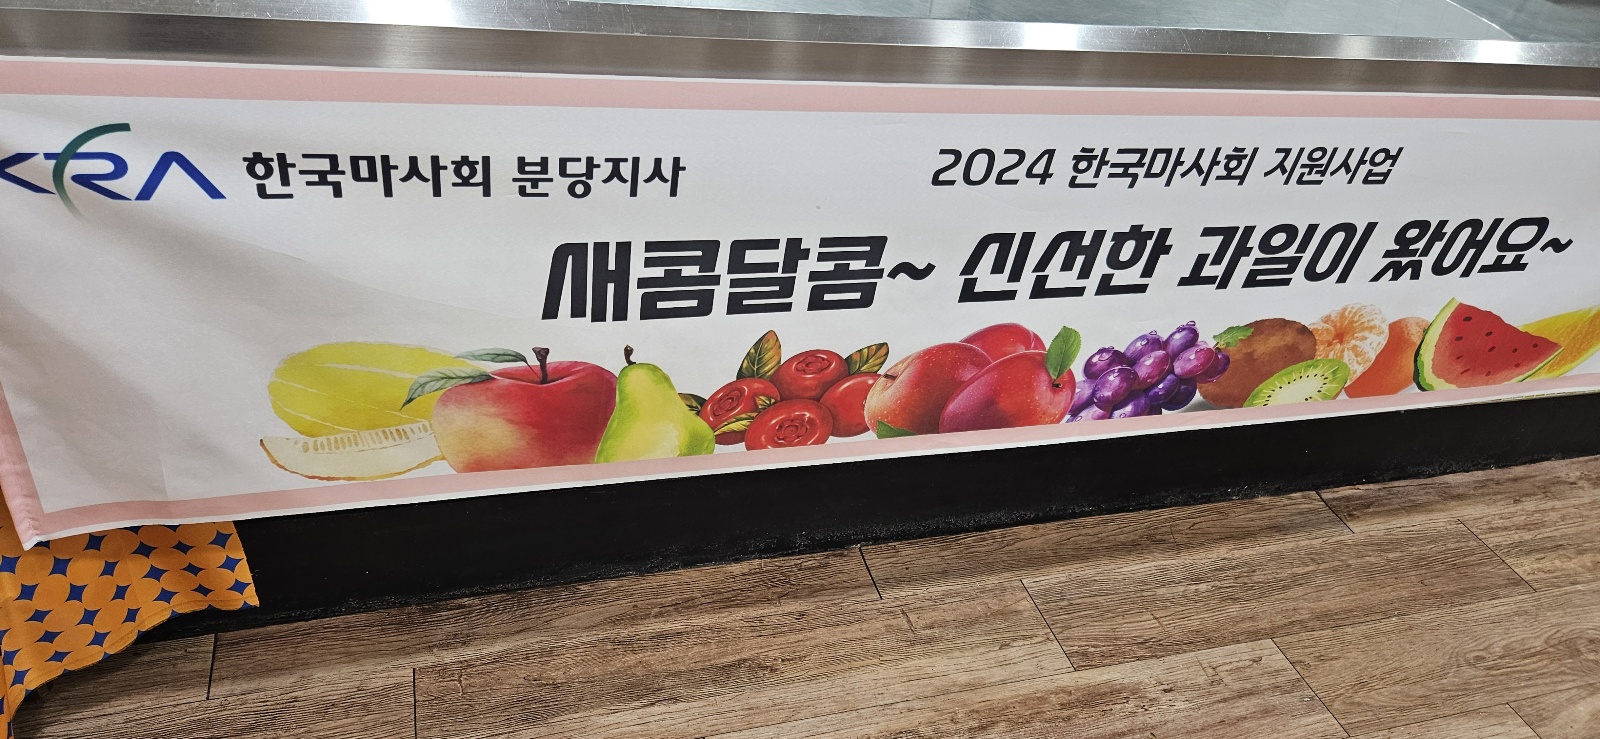 KRA 한국마사회 분당지사
2024 한국마사회 지원사업
새콤달콤~ 신선한 과일이 왔어요~